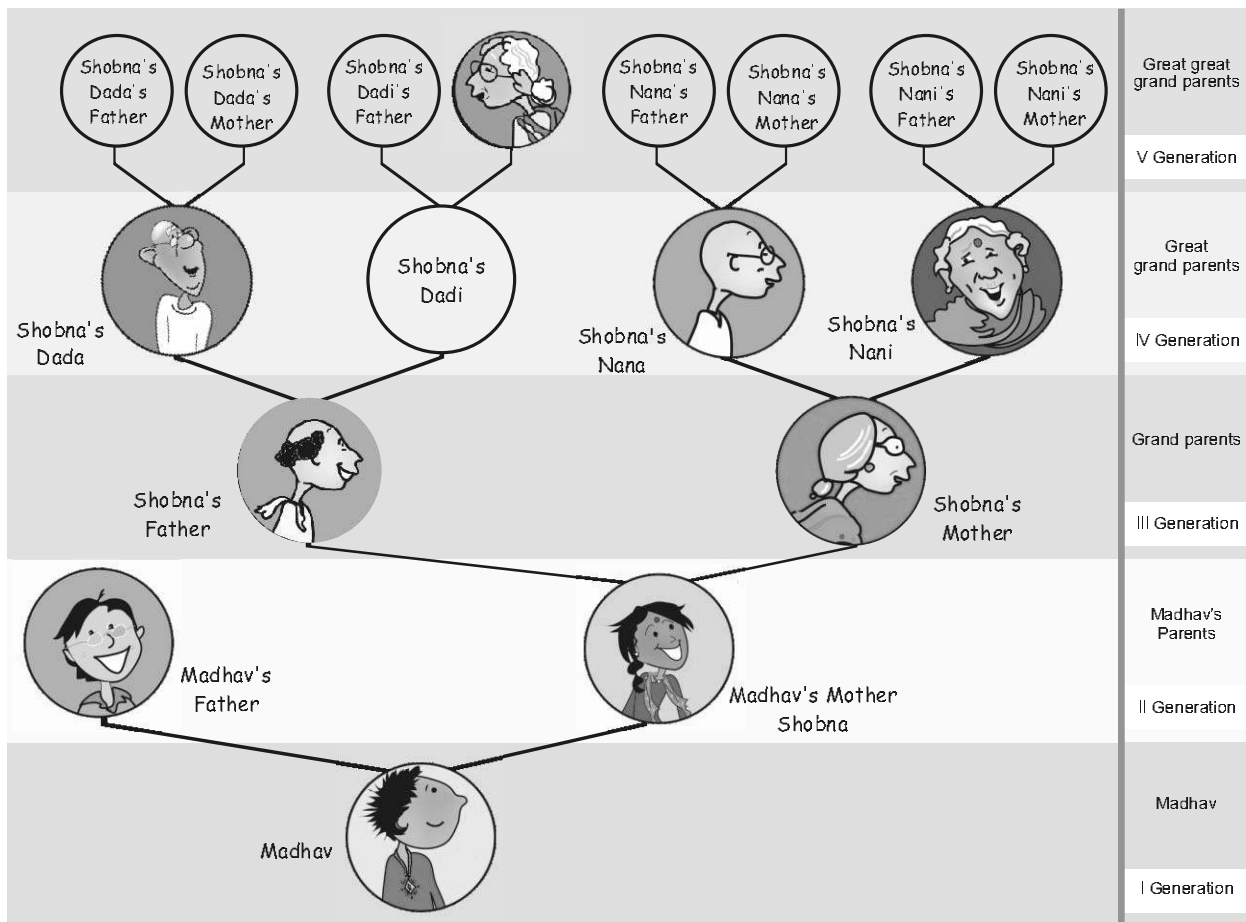 Shobna's
Dada's
Father
Shobna's
Dada's
Mother
Shobna's
Dadi's
Father
Shobna's
Nana's
Father
Shobna's
Nana's
Mother
Shobna's
Nani's
Father
Shobna's
Nani's
Mother
Great great
grand parents
V Generation
Shobna's
Dada
Shobna's
Dadi
Shobna's
Nana
Shobna's
Nani
Great
grand parents
IV Generation
Shobna's
Father
Shobna's
Mother
Grand parents
III Generation
Madhav's
Father
Madhav's Mother
Shobna
Madhav's
Parents
II Generation
Madhav
Madhav
I Generation